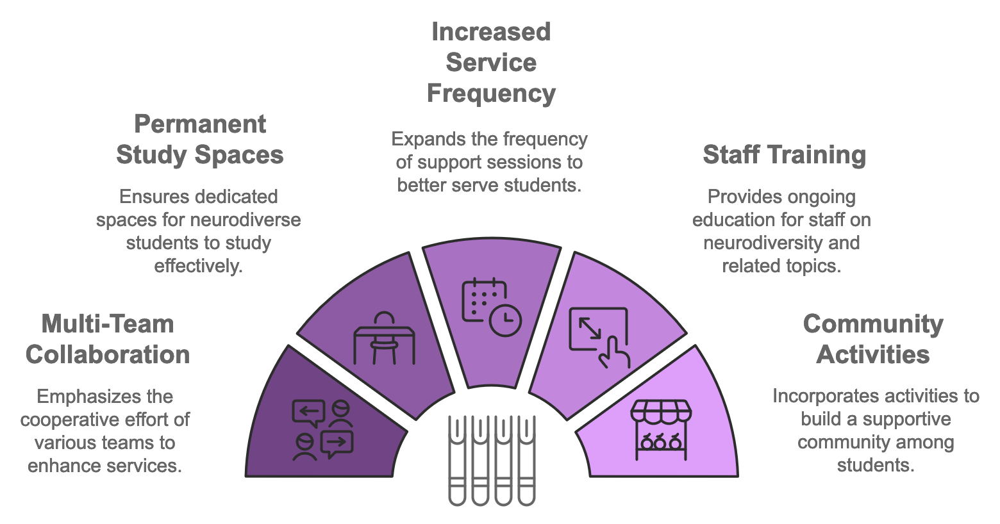 Increased
Service
Frequency
Expands the frequency
of support sessions to
better serve students.
Permanent
Study Spaces
Ensures dedicated
spaces for neurodiverse
students to study
effectively.
Staff Training
Provides ongoing
education for staff on
neurodiversity and
related topics.
Multi-Team
Collaboration
Emphasizes the
cooperative effort of
various teams to
enhance services.
Community
Activities
Incorporates activities to
build a supportive
community among
students.